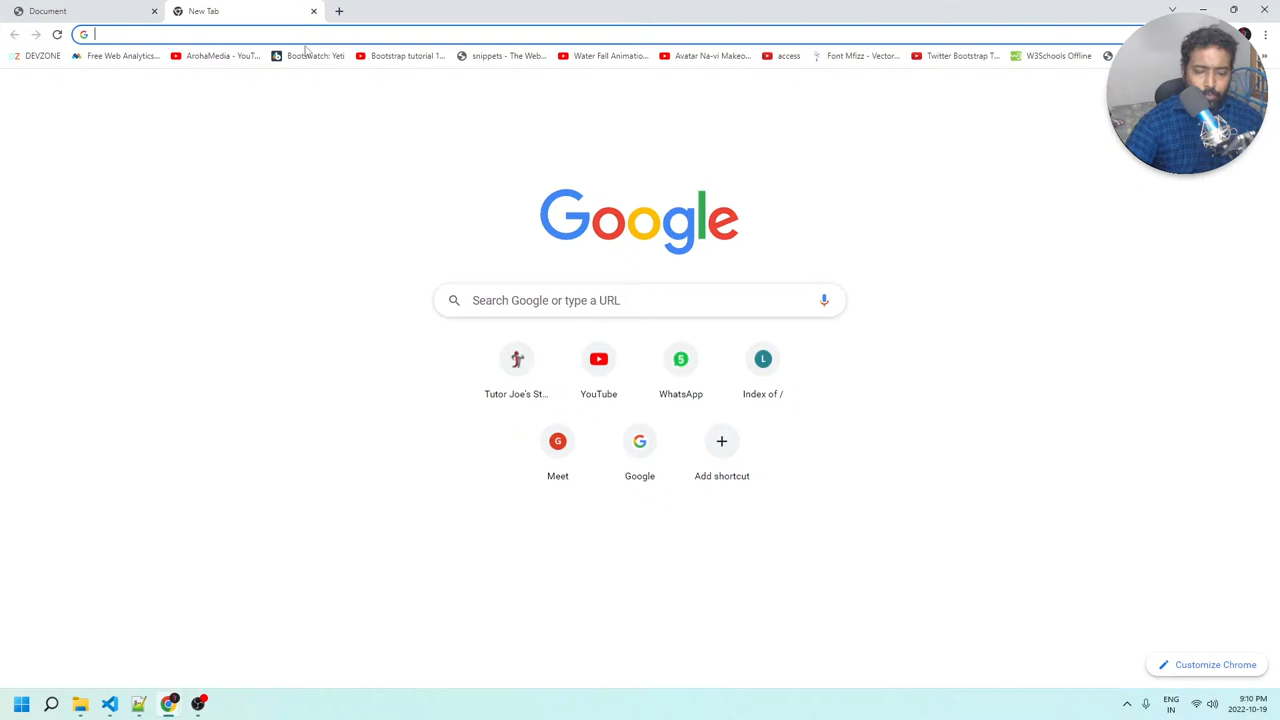 Document
New Tab
DEVZONE
Free Web Analytics...
ArohaMedia - YouT...
Bootswatch: Yeti
Bootstrap tutorial 1...
snippets - The Web...
Water Fall Animatio...
Avatar Na-vi Makeo...
access
Font Mfizz - Vector...
Twitter Bootstrap T...
W3Schools Offline
Google
Search Google or type a URL
Tutor Joe's St...
YouTube
WhatsApp
Index of /
Meet
Google
Add shortcut
Customize Chrome
ENG
IN
9:10 PM
2022-10-19